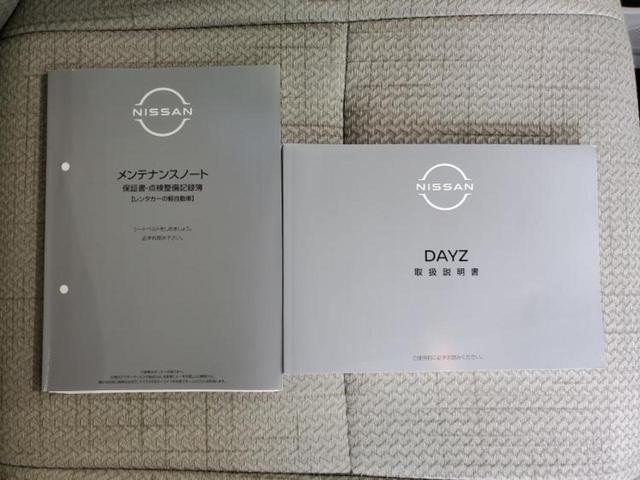 NISSAN
メンテナンスノート
保証書・点検整備記録簿
【レンタカーの軽自動車】
シートベルトをしめましょう。
必ずお読み下さい。
NISSAN
DAYZ
取扱説明書
ご使用前に必ずお読みください。